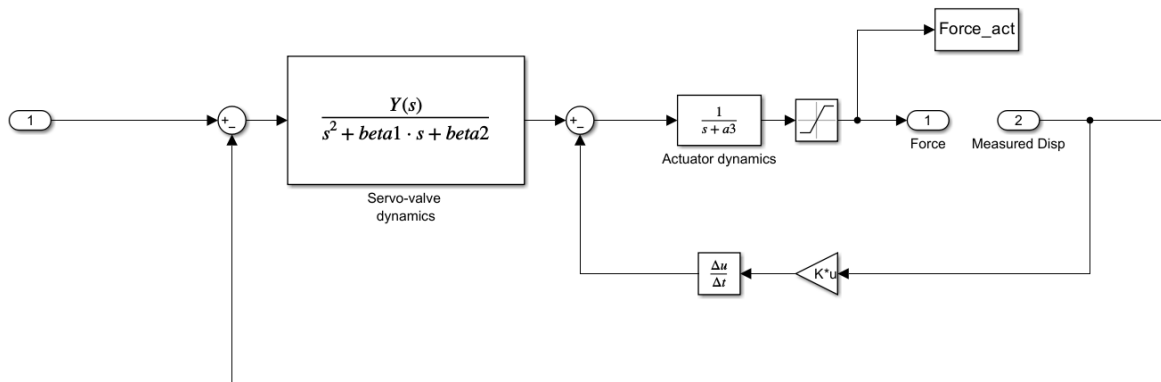 Force_act
1
+
-
Y(s)
s² + beta1 · s + beta2
Servo-valve
dynamics
+
-
1
s + a3
Actuator dynamics
1
Force
2
Measured Disp
Δu
Δt
K*u